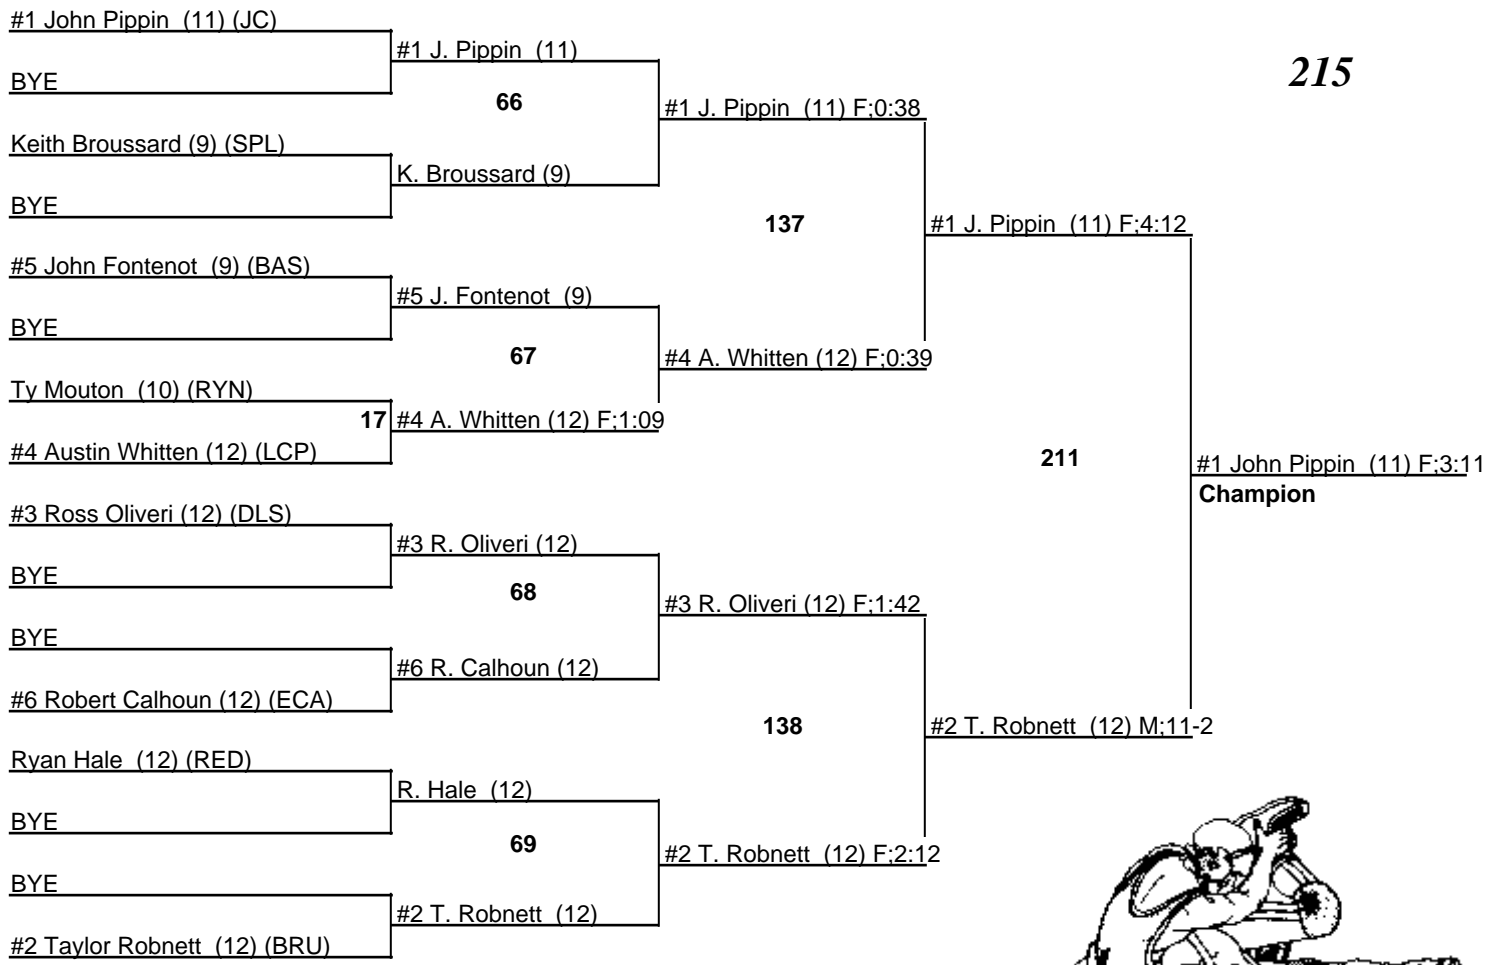 #1 John Pippin (11) (JC)
#1 J. Pippin (11)
BYE
215
66
#1 J. Pippin (11) F;0:38
Keith Broussard (9) (SPL)
K. Broussard (9)
BYE
137
#1 J. Pippin (11) F;4:12
#5 John Fontenot (9) (BAS)
#5 J. Fontenot (9)
BYE
67
#4 A. Whitten (12) F;0:39
Ty Mouton (10) (RYN)
17
#4 A. Whitten (12) F;1:09
#4 Austin Whitten (12) (LCP)
211
#1 John Pippin (11) F;3:11
Champion
#3 Ross Oliveri (12) (DLS)
#3 R. Oliveri (12)
BYE
68
#3 R. Oliveri (12) F;1:42
BYE
#6 R. Calhoun (12)
#6 Robert Calhoun (12) (ECA)
138
#2 T. Robnett (12) M;11-2
Ryan Hale (12) (RED)
R. Hale (12)
BYE
69
#2 T. Robnett (12) F;2:12
BYE
#2 T. Robnett (12)
#2 Taylor Robnett (12) (BRU)